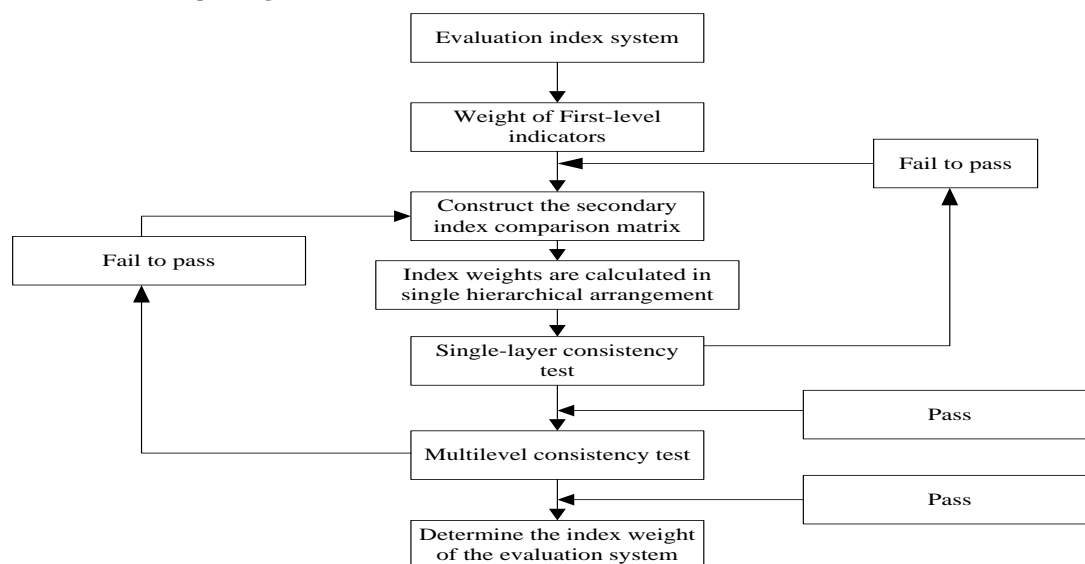 Evaluation index system
Weight of First-level
indicators
Fail to pass
Construct the secondary
index comparison matrix
Fail to pass
Index weights are calculated in
single hierarchical arrangement
Single-layer consistency
test
Pass
Multilevel consistency test
Pass
Determine the index weight
of the evaluation system